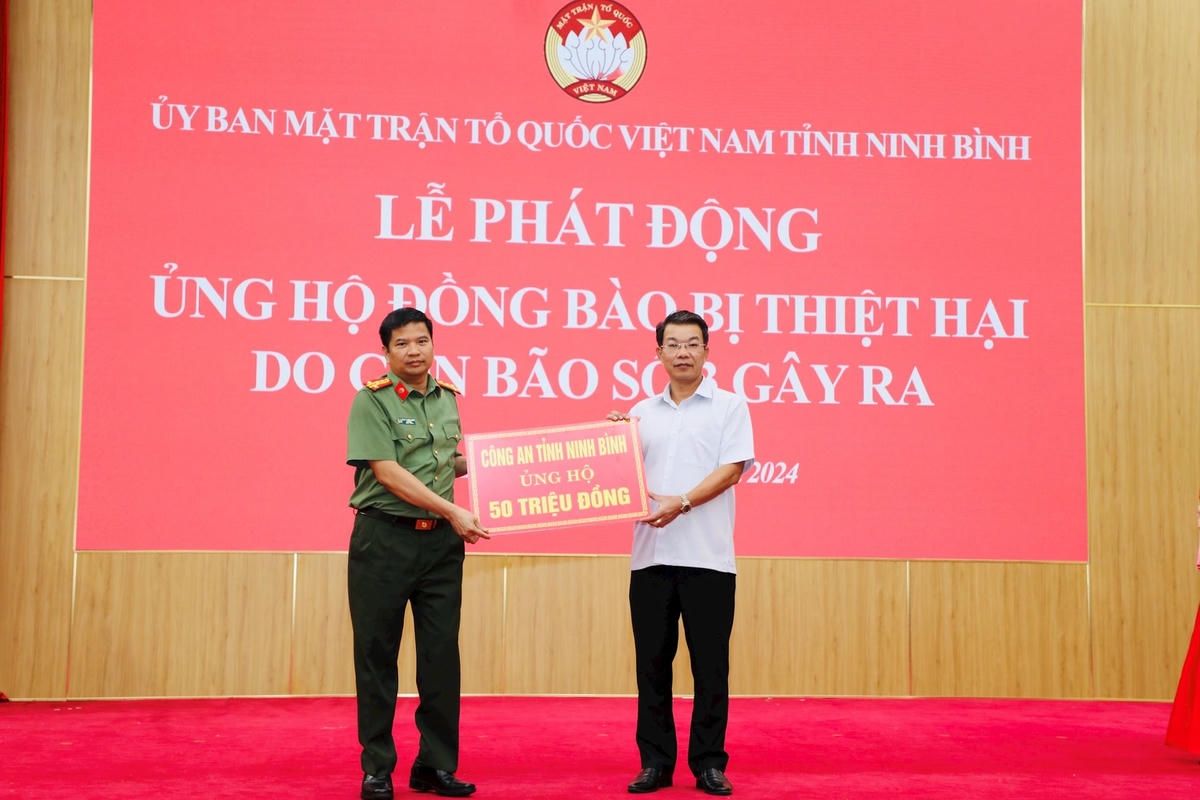 MẶT TRẬN TỔ QUỐC
VIỆT NAM
ỦY BAN MẶT TRẬN TỔ QUỐC VIỆT NAM TỈNH NINH BÌNH
LỄ PHÁT ĐỘNG
ỦNG HỘ ĐỒNG BÀO BỊ THIỆT HẠI
DO BÃO GÂY RA
2024
CÔNG AN TỈNH NINH BÌNH
ỦNG HỘ
50 TRIỆU ĐỒNG